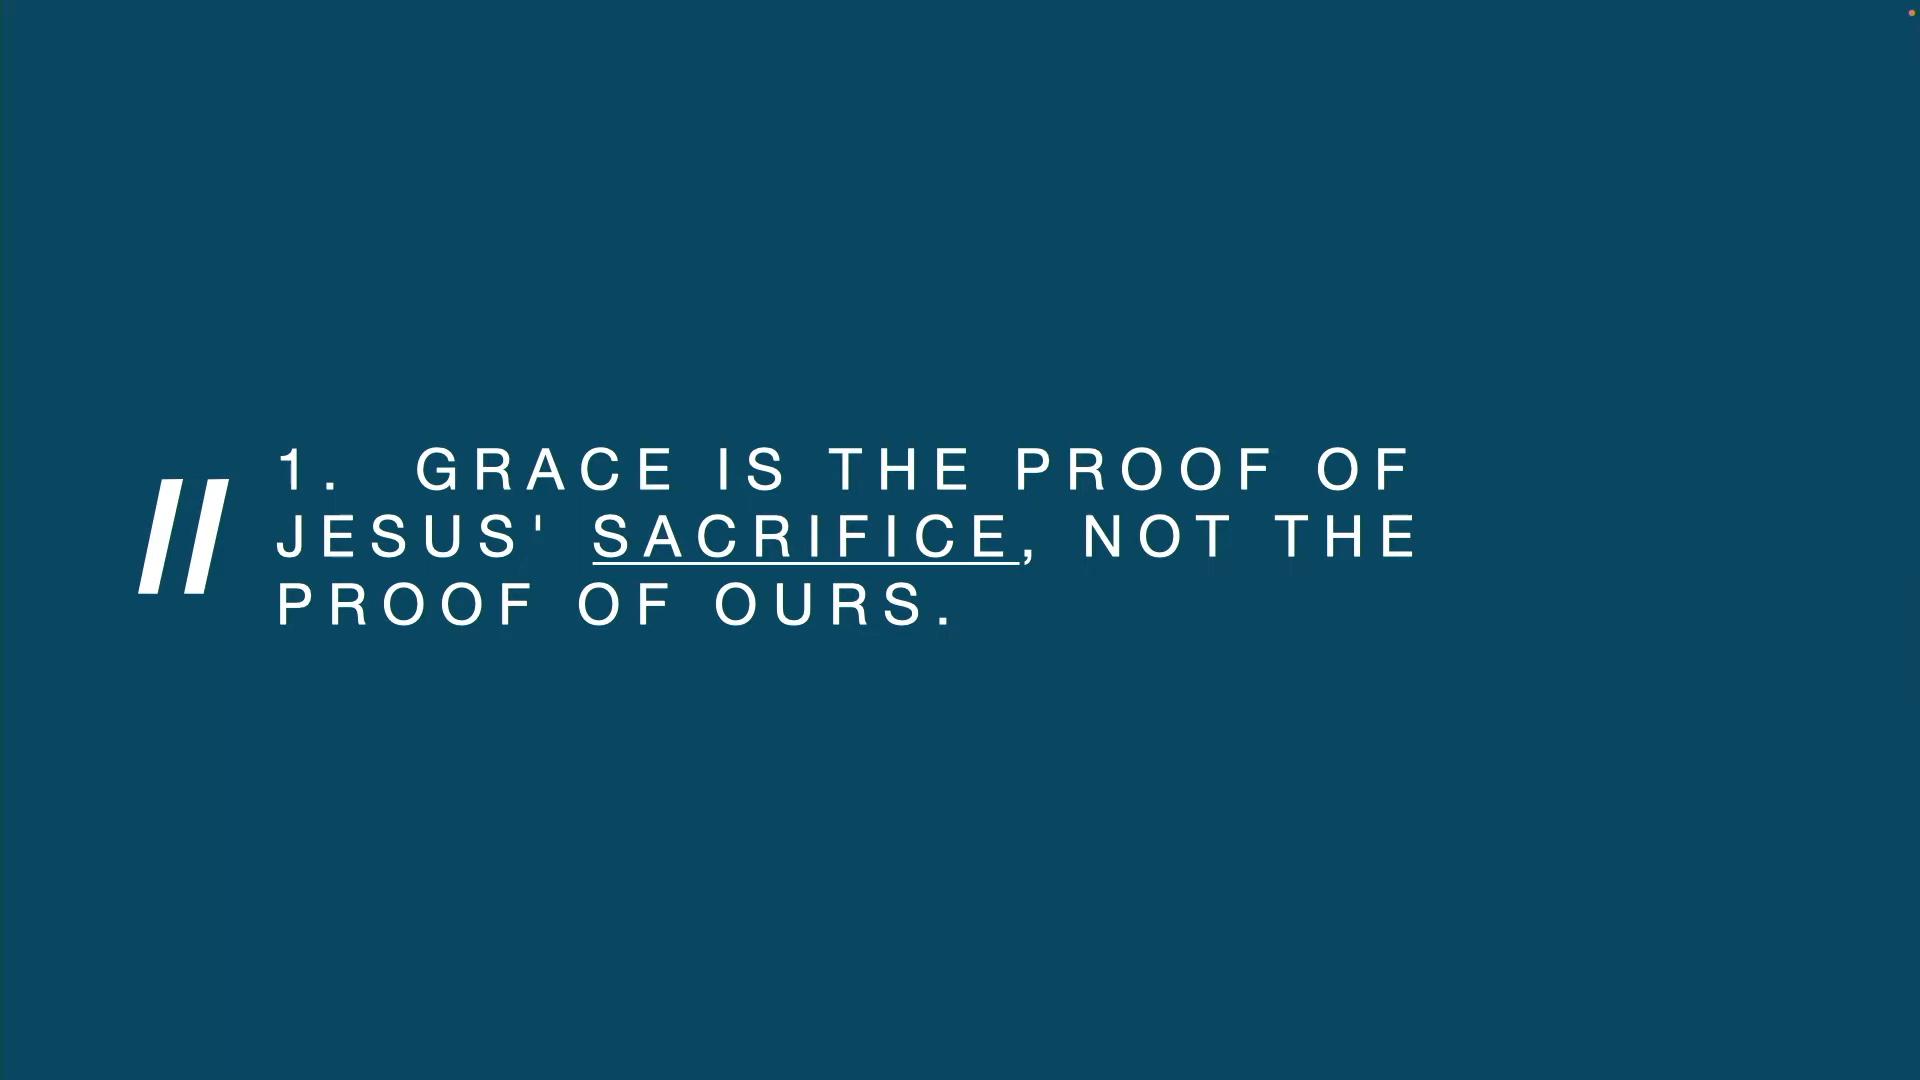 // 1. GRACE IS THE PROOF OF
JESUS' SACRIFICE, NOT THE
PROOF OF OURS.